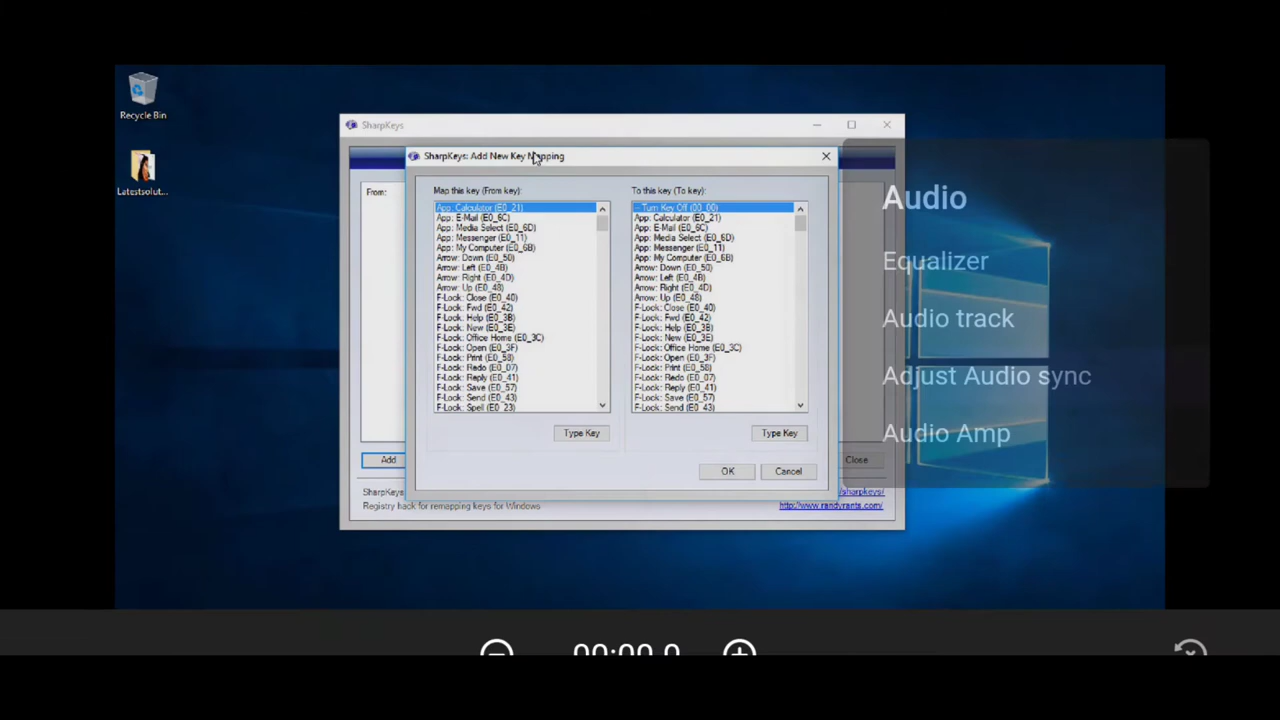 Recycle Bin
Latestsolut...
SharpKeys
SharpKeys: Add New Key Mapping
From:
Map this key (From key):
App: Calculator (E0_21)
App: E-Mail (E0_6C)
App: Media Select (E0_6D)
App: Messenger (E0_11)
App: My Computer (E0_6B)
Arrow: Down (E0_50)
Arrow: Left (E0_4B)
Arrow: Right (E0_4D)
Arrow: Up (E0_48)
F-Lock: Close (E0_40)
F-Lock: Fwd (E0_42)
F-Lock: Help (E0_3B)
F-Lock: New (E0_3E)
F-Lock: Office Home (E0_3C)
F-Lock: Open (E0_3F)
F-Lock: Print (E0_58)
F-Lock: Redo (E0_07)
F-Lock: Reply (E0_41)
F-Lock: Save (E0_57)
F-Lock: Send (E0_43)
F-Lock: Spell (E0_23)
Type Key
To this key (To key):
-- Turn Key Off (00_00)
App: Calculator (E0_21)
App: E-Mail (E0_6C)
App: Media Select (E0_6D)
App: Messenger (E0_11)
App: My Computer (E0_6B)
Arrow: Down (E0_50)
Arrow: Left (E0_4B)
Arrow: Right (E0_4D)
Arrow: Up (E0_48)
F-Lock: Close (E0_40)
F-Lock: Fwd (E0_42)
F-Lock: Help (E0_3B)
F-Lock: New (E0_3E)
F-Lock: Office Home (E0_3C)
F-Lock: Open (E0_3F)
F-Lock: Print (E0_58)
F-Lock: Redo (E0_07)
F-Lock: Reply (E0_41)
F-Lock: Save (E0_57)
F-Lock: Send (E0_43)
Type Key
OK
Cancel
Add
Close
SharpKeys
/sharpkeys/
Registry hack for remapping keys for Windows
http://www.randyrants.com/
Audio
Equalizer
Audio track
Adjust Audio sync
Audio Amp
00:00.0